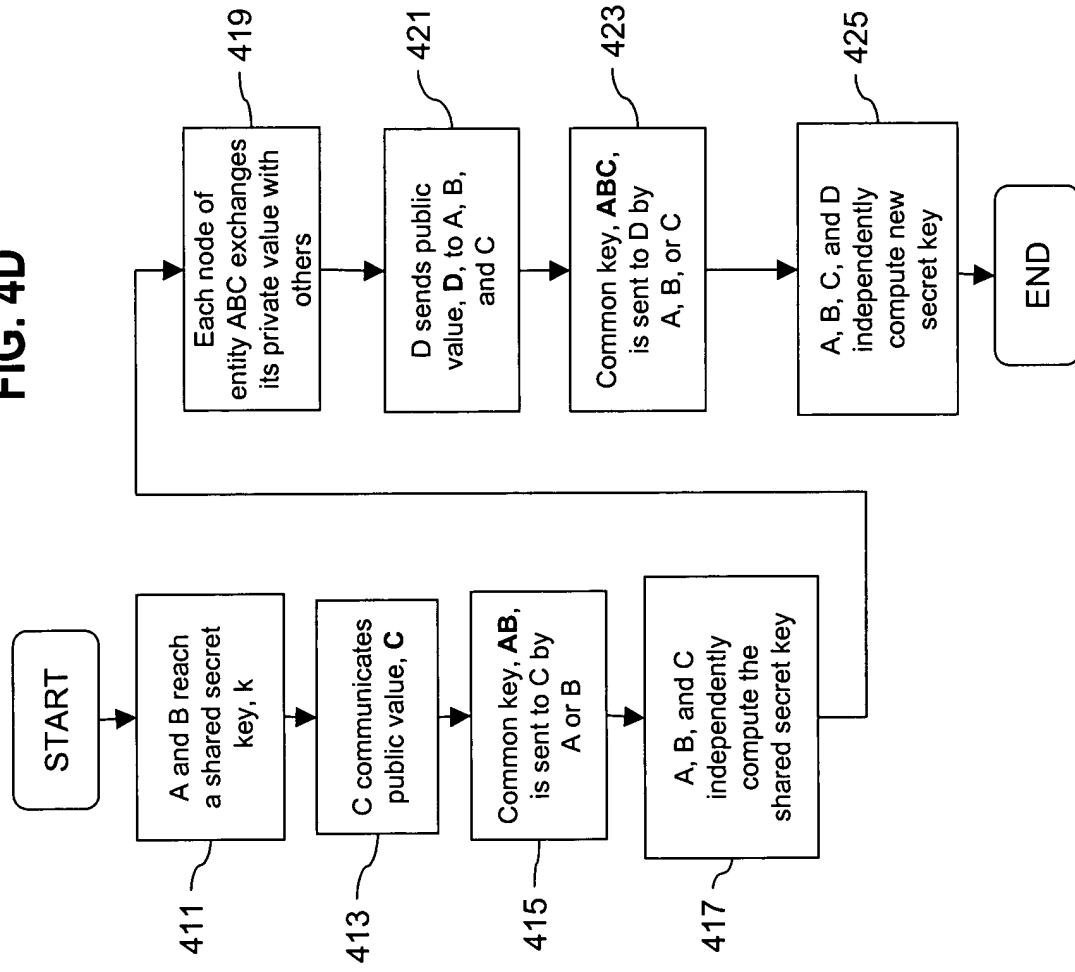 FIG. 4D
START
A and B reach
a shared secret
key, k
411
C communicates
public value, C
413
Common key, AB,
is sent to C by
A or B
415
A, B, and C
independently
compute the
shared secret key
417
Each node of
entity ABC exchanges
its private value with
others
419
D sends public
value, D, to A, B,
and C
421
Common key, ABC,
is sent to D by
A, B, or C
423
A, B, C, and D
independently
compute new
secret key
425
END